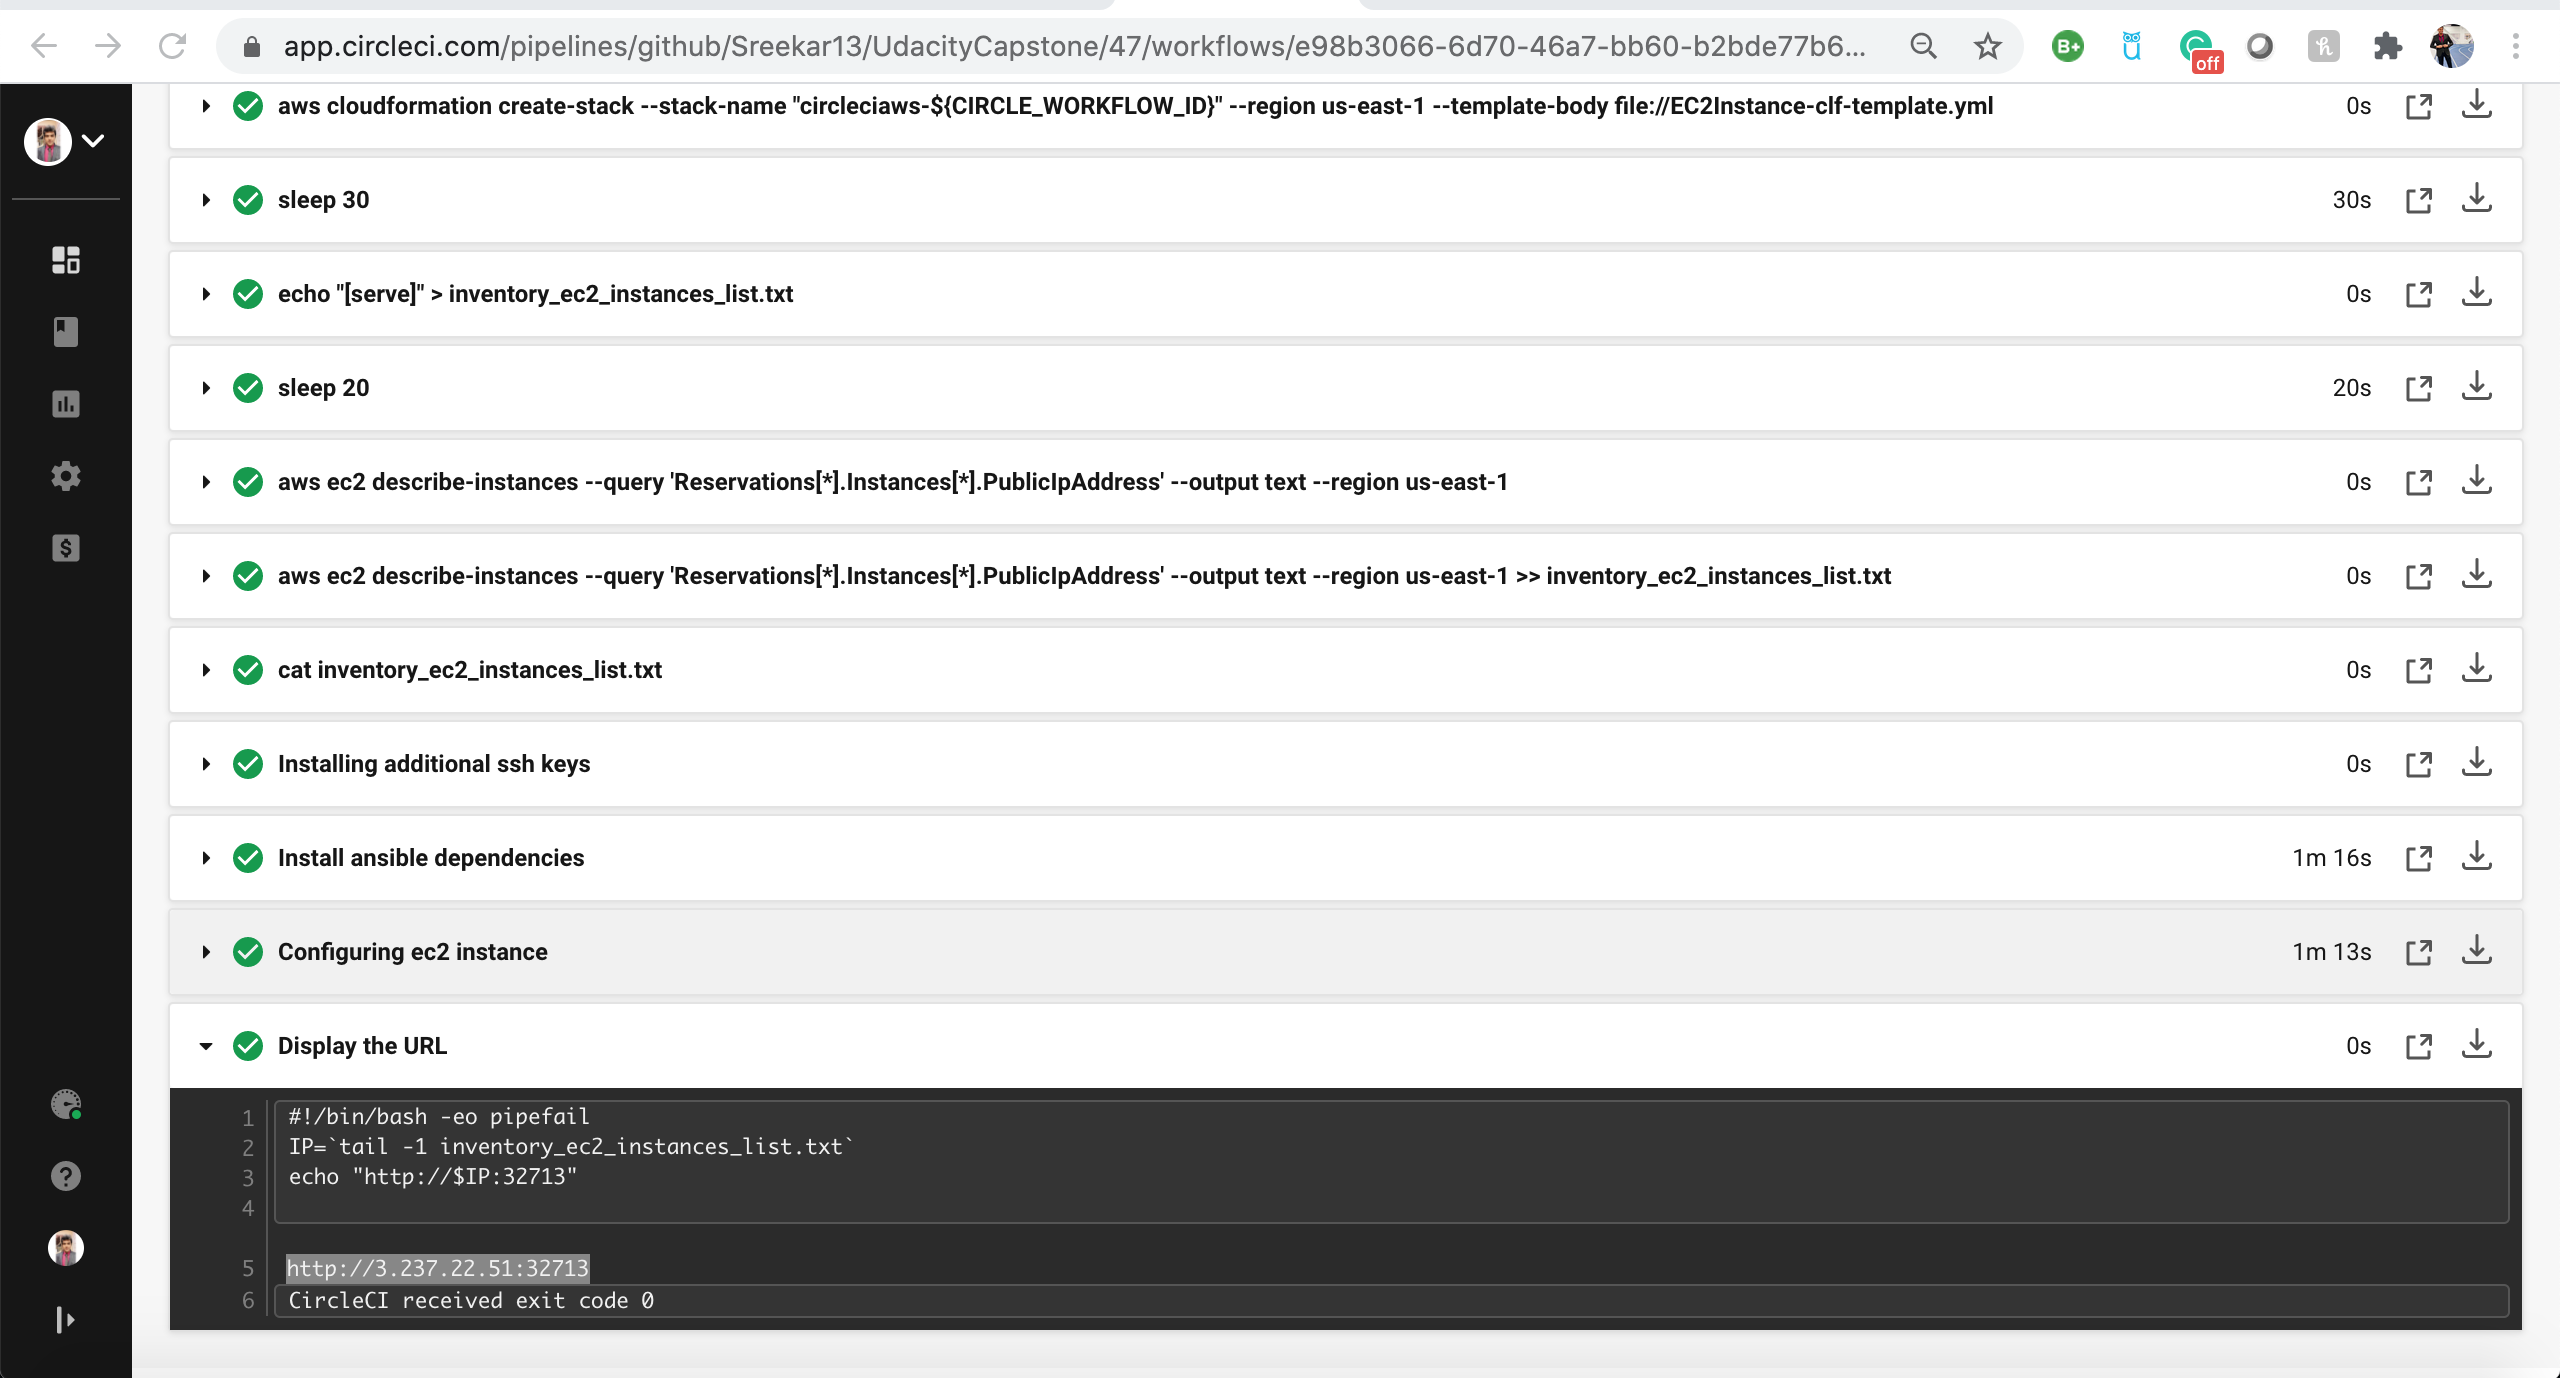 app.circleci.com/pipelines/github/Sreekar13/UdacityCapstone/47/workflows/e98b3066-6d70-46a7-bb60-b2bde77b6...
B+
off
aws cloudformation create-stack --stack-name "circleciaws-${CIRCLE_WORKFLOW_ID}" --region us-east-1 --template-body file://EC2Instance-clf-template.yml 0s
sleep 30 30s
echo "[serve]" > inventory_ec2_instances_list.txt 0s
sleep 20 20s
aws ec2 describe-instances --query 'Reservations[*].Instances[*].PublicIpAddress' --output text --region us-east-1 0s
aws ec2 describe-instances --query 'Reservations[*].Instances[*].PublicIpAddress' --output text --region us-east-1 >> inventory_ec2_instances_list.txt 0s
cat inventory_ec2_instances_list.txt 0s
Installing additional ssh keys 0s
Install ansible dependencies 1m 16s
Configuring ec2 instance 1m 13s
Display the URL 0s
1 #!/bin/bash -eo pipefail
2 IP=`tail -1 inventory_ec2_instances_list.txt`
3 echo "http://$IP:32713"
4
5 http://3.237.22.51:32713
6 CircleCI received exit code 0